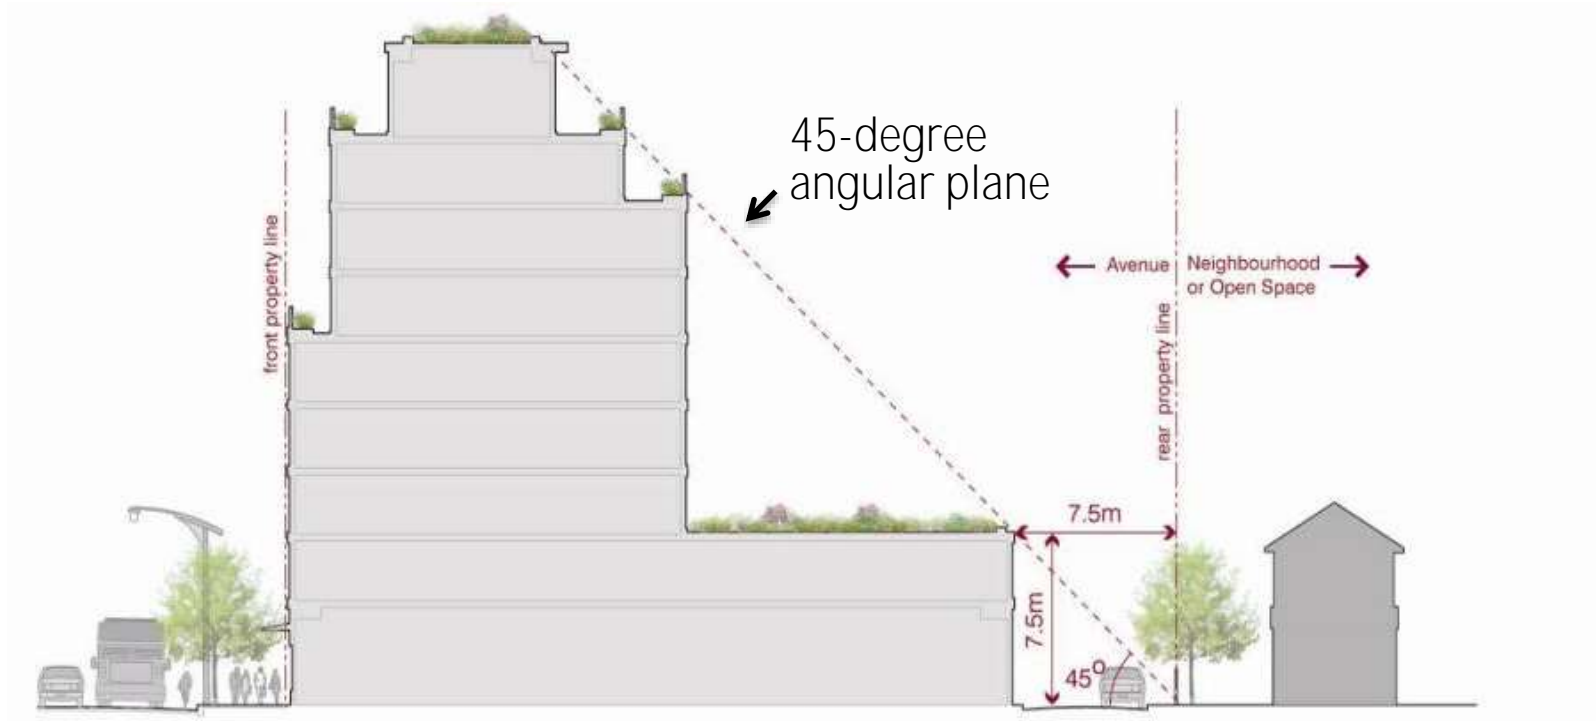 45-degree
angular plane
front property line
Avenue
Neighbourhood
or Open Space
rear property line
7.5m
7.5m
45°